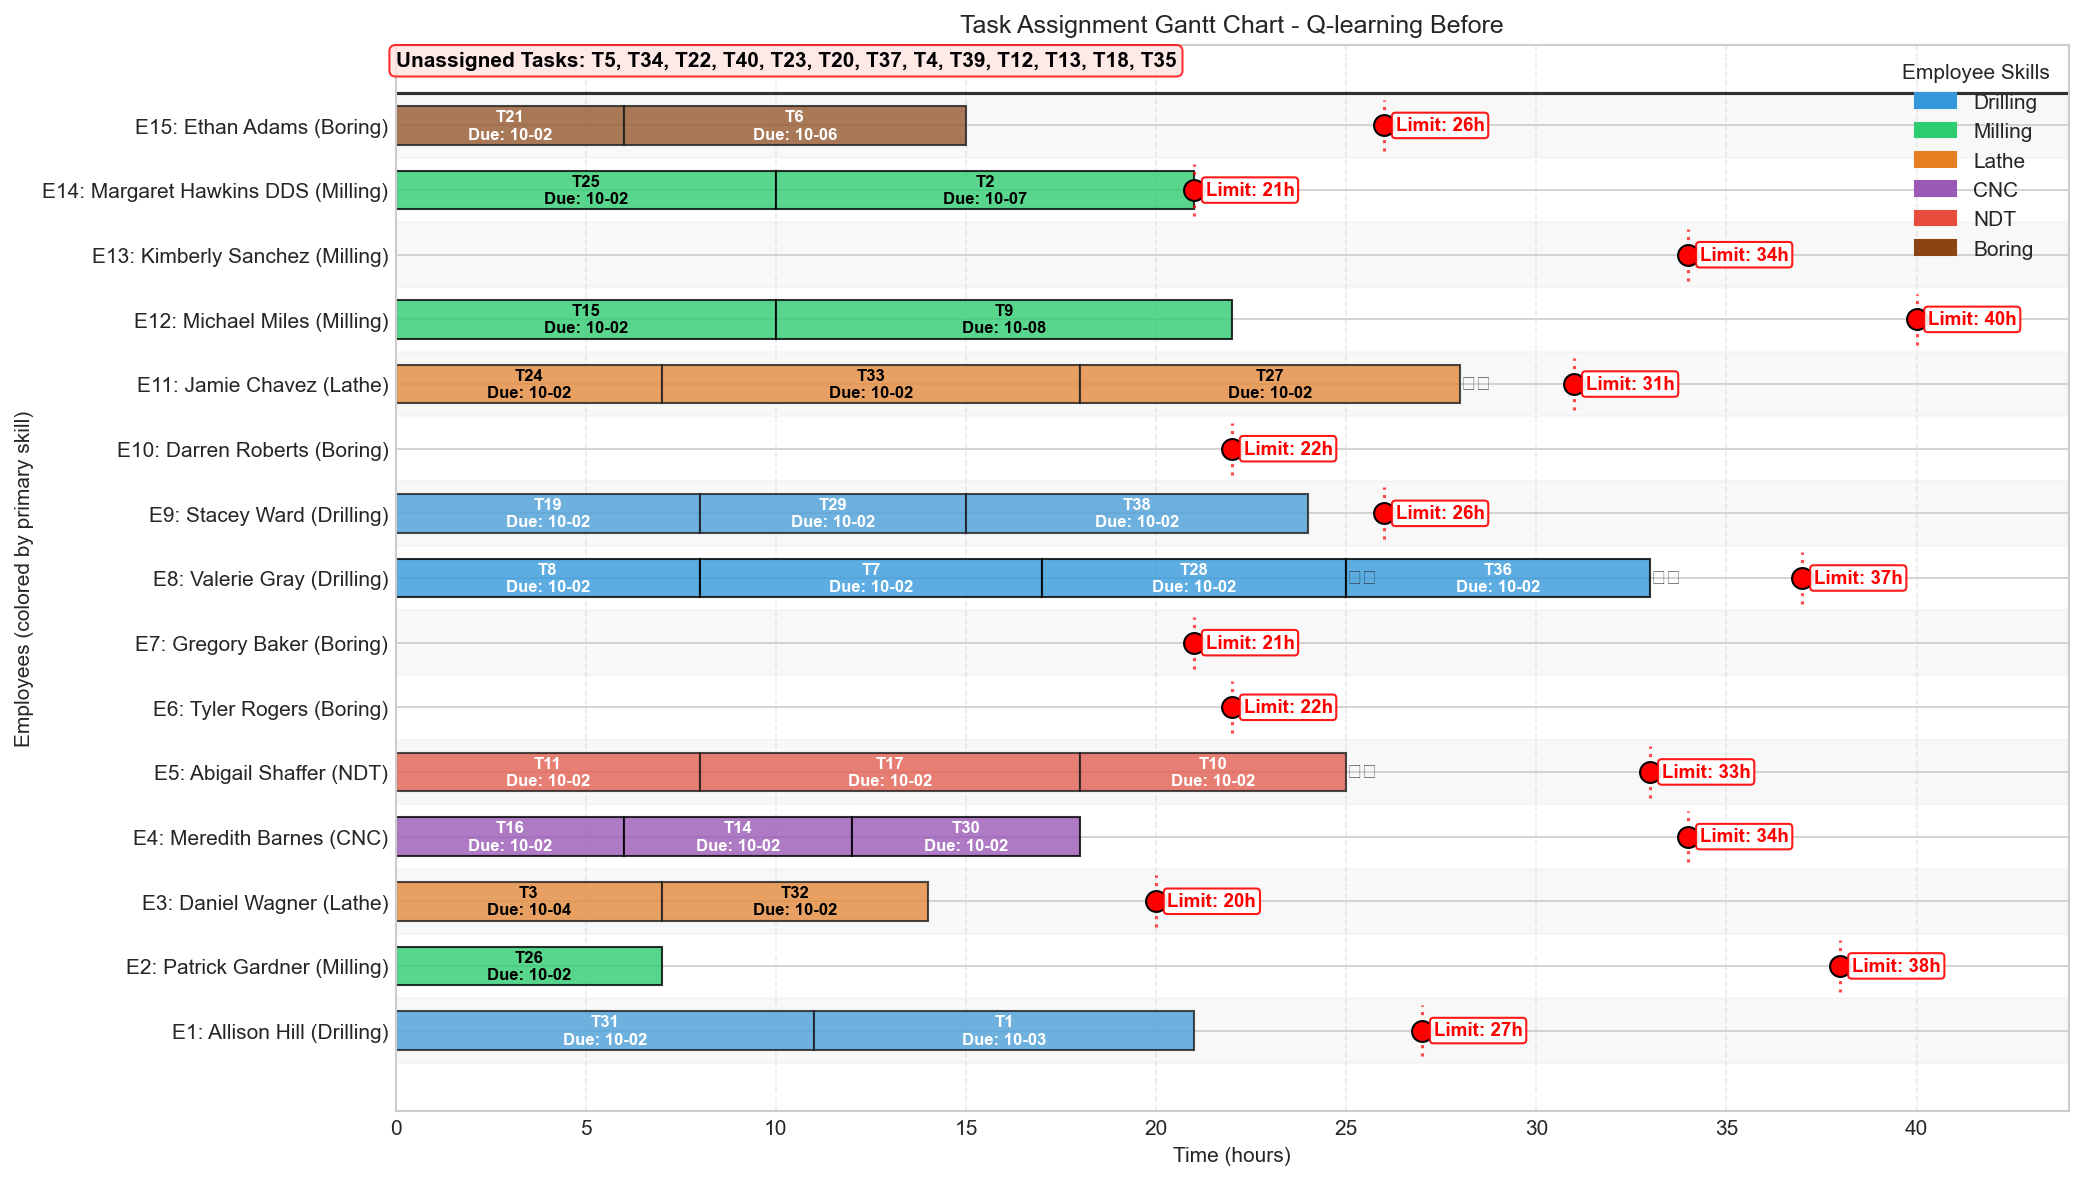 Task Assignment Gantt Chart - Q-learning Before
Unassigned Tasks: T5, T34, T22, T40, T23, T20, T37, T4, T39, T12, T13, T18, T35
Employee Skills
Drilling
Milling
Lathe
CNC
NDT
Boring
Employees (colored by primary skill)
E15: Ethan Adams (Boring)
T21
Due: 10-02
T6
Due: 10-06
Limit: 26h
E14: Margaret Hawkins DDS (Milling)
T25
Due: 10-02
T2
Due: 10-07
Limit: 21h
E13: Kimberly Sanchez (Milling)
Limit: 34h
E12: Michael Miles (Milling)
T15
Due: 10-02
T9
Due: 10-08
Limit: 40h
E11: Jamie Chavez (Lathe)
T24
Due: 10-02
T33
Due: 10-02
T27
Due: 10-02
Limit: 31h
E10: Darren Roberts (Boring)
Limit: 22h
E9: Stacey Ward (Drilling)
T19
Due: 10-02
T29
Due: 10-02
T38
Due: 10-02
Limit: 26h
E8: Valerie Gray (Drilling)
T8
Due: 10-02
T7
Due: 10-02
T28
Due: 10-02
T36
Due: 10-02
Limit: 37h
E7: Gregory Baker (Boring)
Limit: 21h
E6: Tyler Rogers (Boring)
Limit: 22h
E5: Abigail Shaffer (NDT)
T11
Due: 10-02
T17
Due: 10-02
T10
Due: 10-02
Limit: 33h
E4: Meredith Barnes (CNC)
T16
Due: 10-02
T14
Due: 10-02
T30
Due: 10-02
Limit: 34h
E3: Daniel Wagner (Lathe)
T3
Due: 10-04
T32
Due: 10-02
Limit: 20h
E2: Patrick Gardner (Milling)
T26
Due: 10-02
Limit: 38h
E1: Allison Hill (Drilling)
T31
Due: 10-02
T1
Due: 10-03
Limit: 27h
0 5 10 15 20 25 30 35 40
Time (hours)